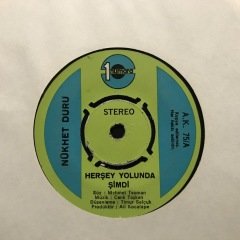 1
numara
STEREO
NÜKHET DURU
A.K. 75/A
HERŞEY YOLUNDA
ŞİMDİ
Söz : Mehmet Teoman
Müzik : Cenk Taşkan
Düzenleme : Timur Selçuk
Prodüktör : Ali Kocatepe